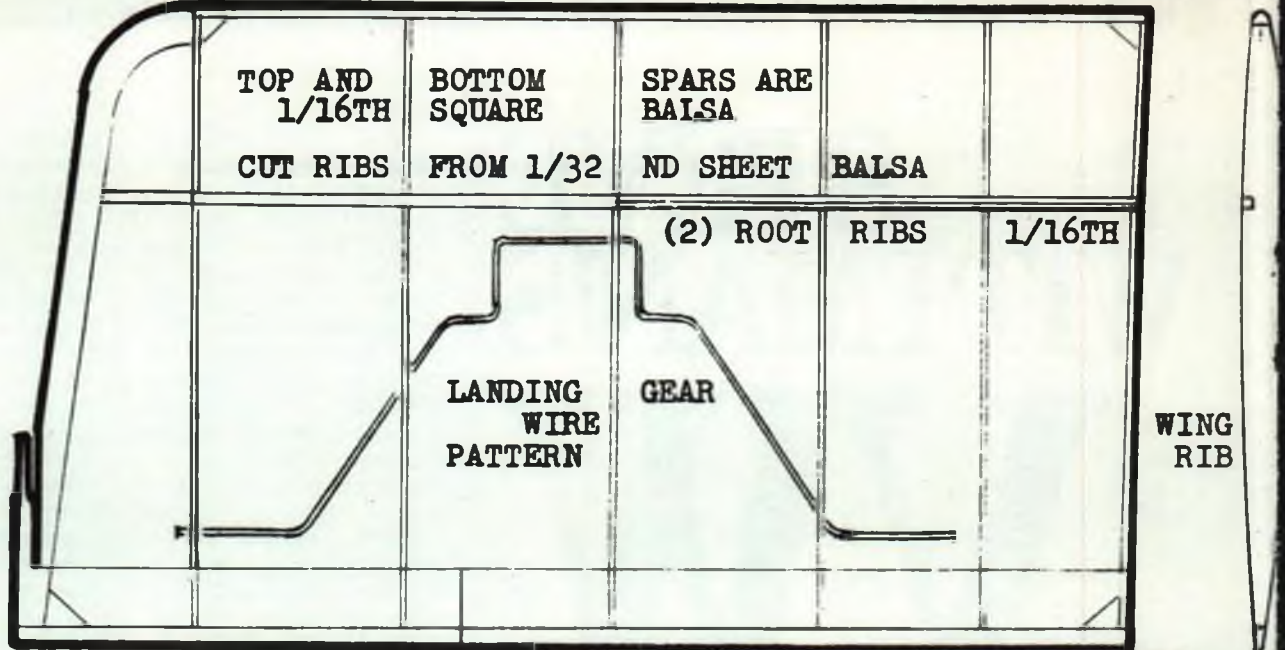 TOP AND BOTTOM SPARS ARE
1/16TH SQUARE BALSA
CUT RIBS FROM 1/32 ND SHEET BALSA
(2) ROOT RIBS 1/16TH
LANDING GEAR
WIRE
PATTERN
WING
RIB